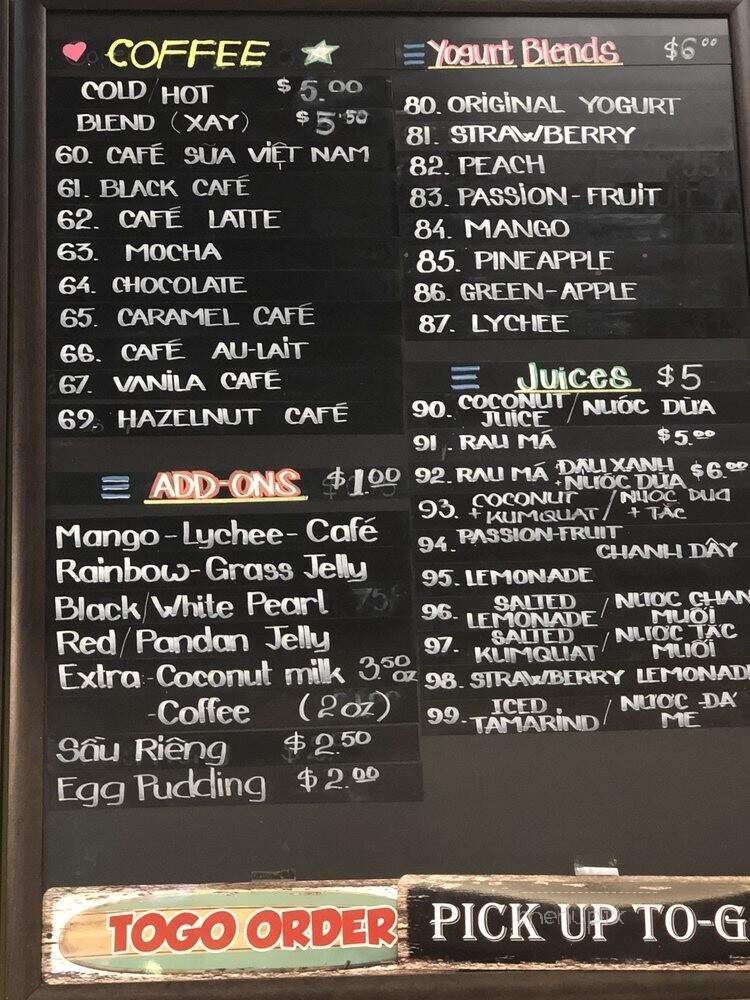 COFFEE
COLD/HOT $5.00
BLEND (XAY) $5.50
60. CAFÉ SỮA VIỆT NAM
61. BLACK CAFÉ
62. CAFÉ LATTE
63. MOCHA
64. CHOCOLATE
65. CARAMEL CAFÉ
66. CAFÉ AU-LAIT
67. VANILA CAFÉ
69. HAZELNUT CAFÉ
ADD-ONS $1.00
Mango-Lychee-Café
Rainbow-Grass Jelly
Black/White Pearl
Red/Pandan Jelly
Extra-Coconut milk 3.50 oz
-Coffee (2oz)
Sầu Riêng $2.50
Egg Pudding $2.00
Yogurt Blends $6.00
80. ORIGINAL YOGURT
81. STRAWBERRY
82. PEACH
83. PASSION-FRUIT
84. MANGO
85. PINEAPPLE
86. GREEN-APPLE
87. LYCHEE
Juices $5
90. COCONUT JUICE / NƯỚC DỪA
91. RAU MÁ $5.00
92. RAU MÁ ĐẬU XANH + NƯỚC DỪA $6.00
93. COCONUT + KUMQUAT / NƯỚC DỪA + TẮC
94. PASSION-FRUIT CHANH DÂY
95. LEMONADE
96. SALTED LEMONADE / NƯỚC CHAN MUỐI
97. SALTED KUMQUAT / NƯỚC TẮC MUỐI
98. STRAWBERRY LEMONAD
99. ICED TAMARIND / NƯỚC ĐÁ ME
TOGO ORDER
PICK UP TO-G